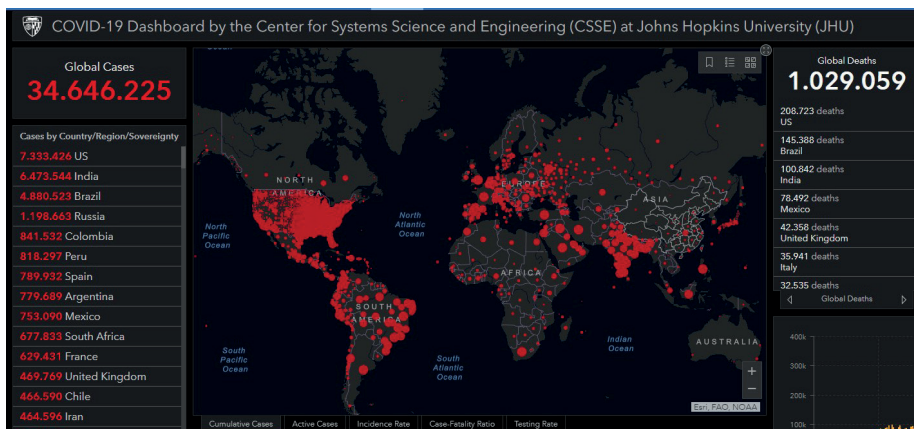 COVID-19 Dashboard by the Center for Systems Science and Engineering (CSSE) at Johns Hopkins University (JHU)
Global Cases
34.646.225
Cases by Country/Region/Sovereignty
7.333.426 US
6.473.544 India
4.880.523 Brazil
1.198.663 Russia
841.532 Colombia
818.297 Peru
789.932 Spain
779.689 Argentina
753.090 Mexico
677.833 South Africa
629.431 France
469.769 United Kingdom
466.590 Chile
464.596 Iran
Ocean
NORTH
AMERICA
EUROPE
ASIA
North
Pacific
Ocean
North
Atlantic
Ocean
AFRICA
SOUTH
AMERICA
South
Pacific
Ocean
South
Atlantic
Ocean
Indian
Ocean
AUSTRALIA
+
−
Esri, FAO, NOAA
Cumulative Cases
Active Cases
Incidence Rate
Case-Fatality Ratio
Testing Rate
Global Deaths
1.029.059
208.723 deaths
US
145.388 deaths
Brazil
100.842 deaths
India
78.492 deaths
Mexico
42.358 deaths
United Kingdom
35.941 deaths
Italy
32.535 deaths
Global Deaths
400k
300k
200k
100k